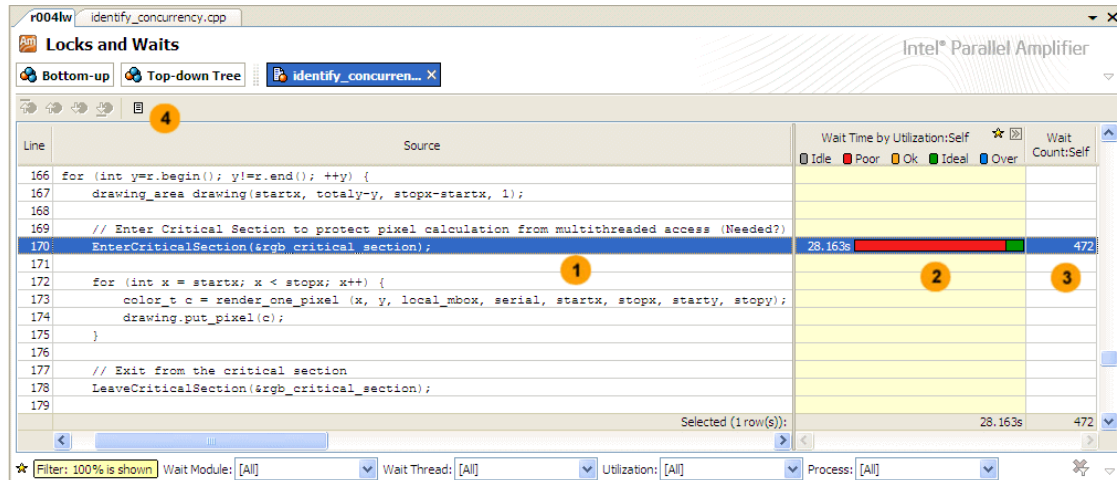 r004lw identify_concurrency.cpp
Am Locks and Waits
Intel® Parallel Amplifier
Bottom-up Top-down Tree identify_concurren... X
4
Line Source Wait Time by Utilization:Self Wait Count:Self
Idle Poor Ok Ideal Over
166 for (int y=r.begin(); y!=r.end(); ++y) {
167 drawing_area drawing(startx, totaly-y, stopx-startx, 1);
168
169 // Enter Critical Section to protect pixel calculation from multithreaded access (Needed?)
170 EnterCriticalSection(&rgb_critical_section); 28.163s 472
171
1 2 3
172 for (int x = startx; x < stopx; x++) {
173 color_t c = render_one_pixel (x, y, local_mbox, serial, startx, stopx, starty, stopy);
174 drawing.put_pixel(c);
175 }
176
177 // Exit from the critical section
178 LeaveCriticalSection(&rgb_critical_section);
179
Selected (1 row(s)): 28.163s 472
Filter: 100% is shown Wait Module: [All] Wait Thread: [All] Utilization: [All] Process: [All]